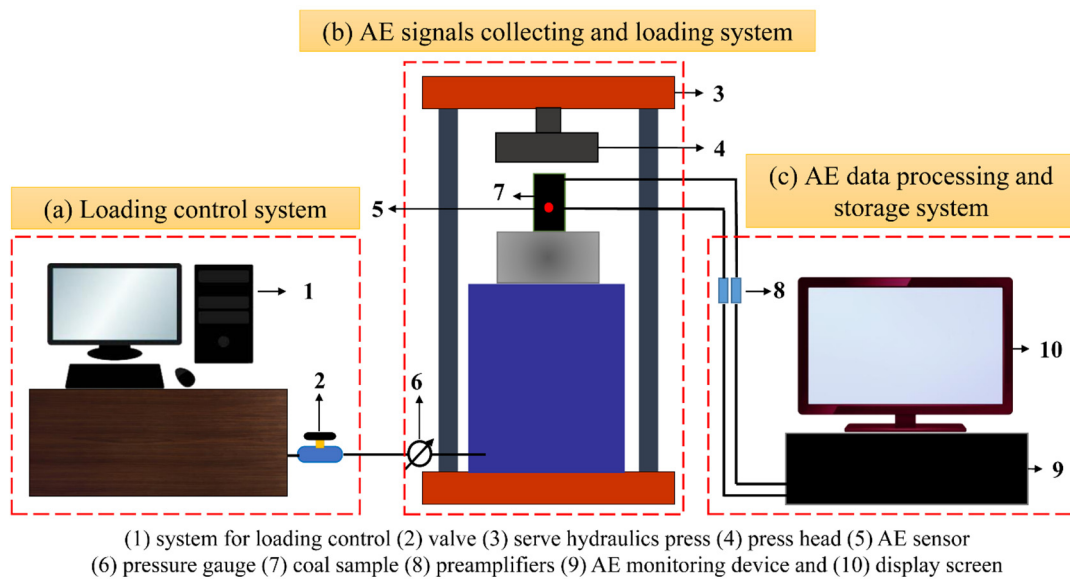 (b) AE signals collecting and loading system
3
4
(c) AE data processing and
storage system
7
(a) Loading control system
5
1
8
10
2
6
9
(1) system for loading control (2) valve (3) serve hydraulics press (4) press head (5) AE sensor
(6) pressure gauge (7) coal sample (8) preamplifiers (9) AE monitoring device and (10) display screen